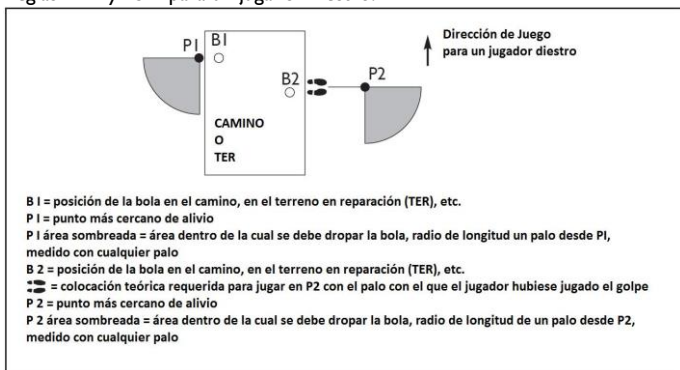 Dirección de Juego
para un jugador diestro
P1 B1
B2 P2
CAMINO
O
TER
B I = posición de la bola en el camino, en el terreno en reparación (TER), etc.
P I = punto más cercano de alivio
P I área sombreada = área dentro de la cual se debe dropar la bola, radio de longitud un palo desde PI,
medido con cualquier palo
B 2 = posición de la bola en el camino, en el terreno en reparación (TER), etc.
= colocación teórica requerida para jugar en P2 con el palo con el que el jugador hubiese jugado el golpe
P 2 = punto más cercano de alivio
P 2 área sombreada = área dentro de la cual se debe dropar la bola, radio de longitud de un palo desde P2,
medido con cualquier palo